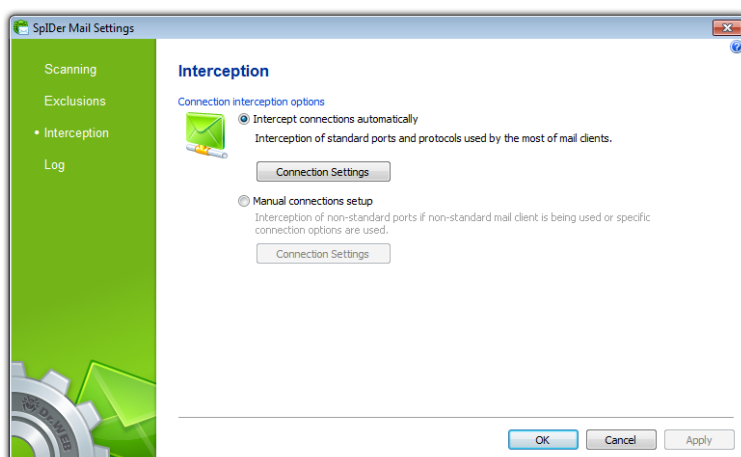 SpIDer Mail Settings
Scanning
Exclusions
Interception
Log
Interception
Connection interception options
Intercept connections automatically
Interception of standard ports and protocols used by the most of mail clients.
Connection Settings
Manual connections setup
Interception of non-standard ports if non-standard mail client is being used or specific
connection options are used.
Connection Settings
Dr.WEB
OK
Cancel
Apply